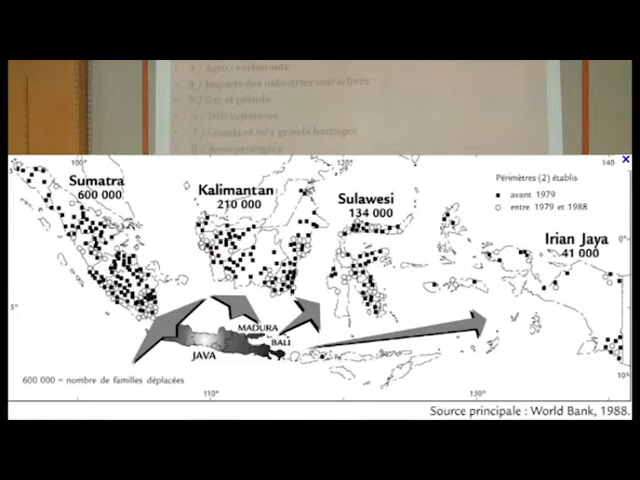 3 / Agro - carburants
4 / Impacts des industries extractives
5 / Gaz et pétrole
7 / Grands et très grands barrages
8 / Aires protégées
100°
120°
140
Sumatra
600 000
Kalimantan
210 000
Sulawesi
134 000
Périmètres (2) établis
avant 1979
entre 1979 et 1988
0°
Irian Jaya
41 000
5°
MADURA
BALI
JAVA
600 000 = nombre de familles déplacées
10°
110°
130°
Source principale : World Bank, 1988.